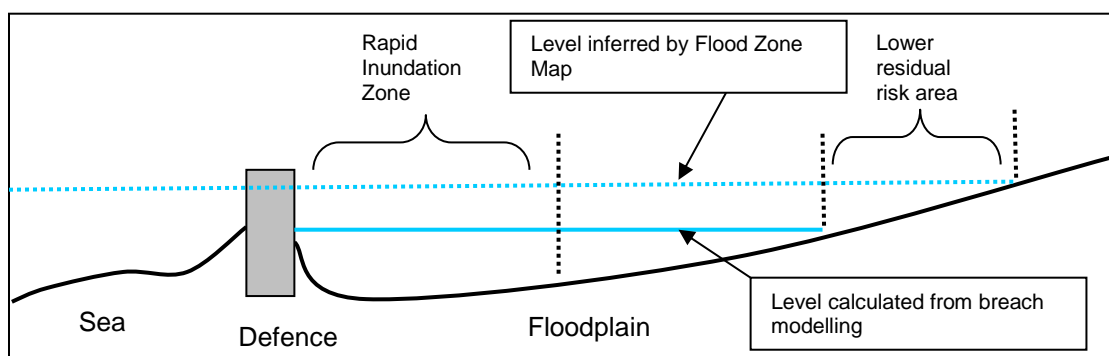 Rapid
Inundation
Zone
Level inferred by Flood Zone
Map
Lower
residual
risk area
Sea
Defence
Floodplain
Level calculated from breach
modelling